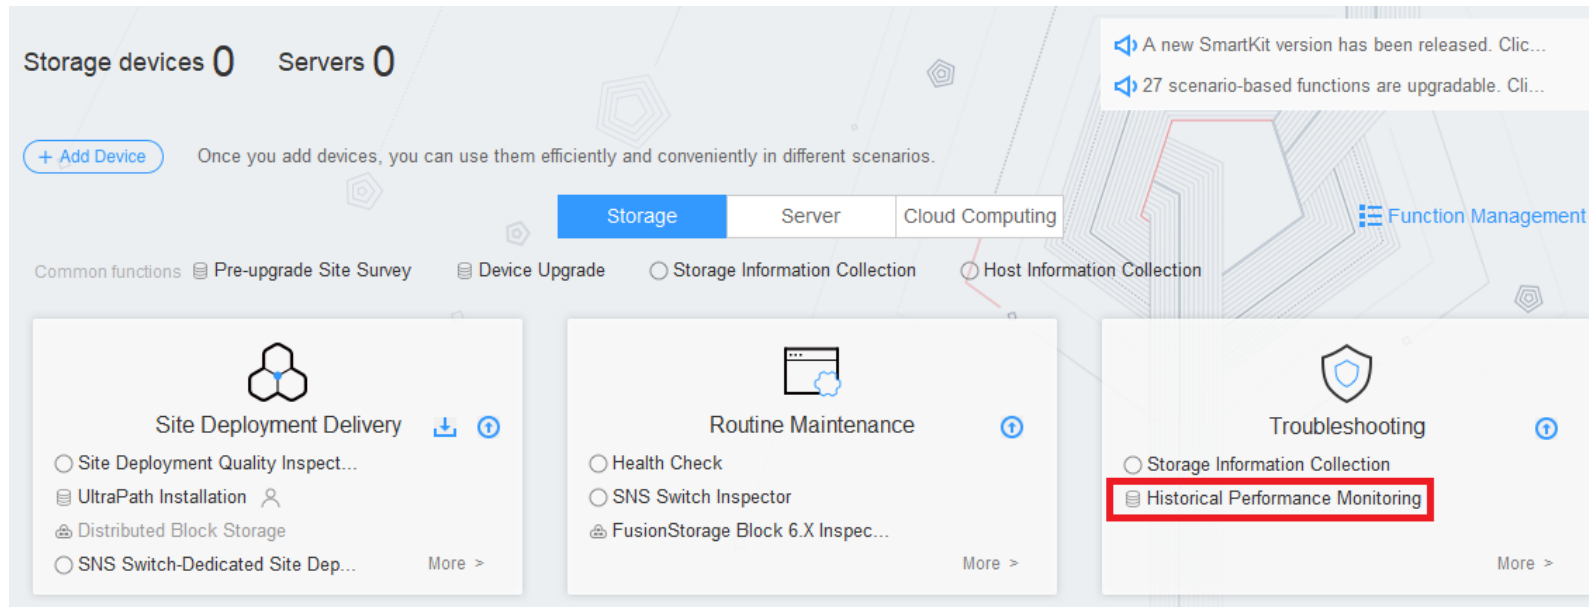 Storage devices 0 Servers 0
A new SmartKit version has been released. Clic...
27 scenario-based functions are upgradable. Cli...
+ Add Device Once you add devices, you can use them efficiently and conveniently in different scenarios.
Storage Server Cloud Computing
Function Management
Common functions Pre-upgrade Site Survey Device Upgrade Storage Information Collection Host Information Collection
Site Deployment Delivery
Site Deployment Quality Inspect...
UltraPath Installation
Distributed Block Storage
SNS Switch-Dedicated Site Dep...
More >
Routine Maintenance
Health Check
SNS Switch Inspector
FusionStorage Block 6.X Inspec...
More >
Troubleshooting
Storage Information Collection
Historical Performance Monitoring
More >